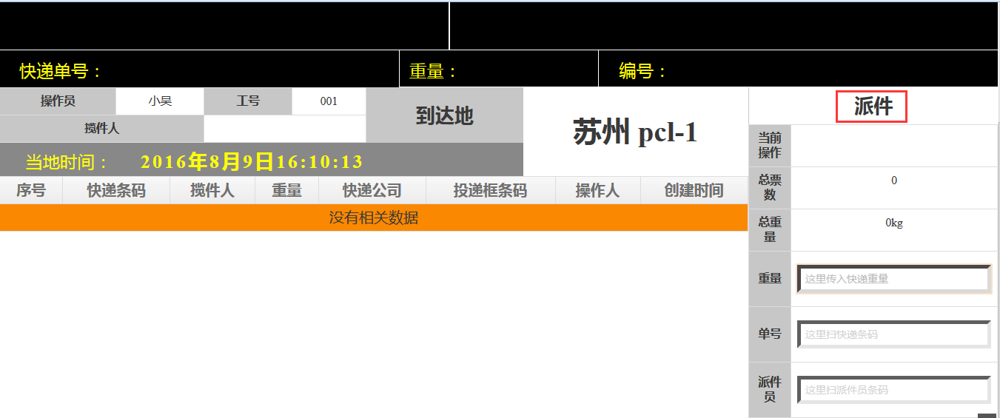 快递单号：
重量：
编号：
操作员 小吴 工号 001
揽件人
到达地
苏州 pcl-1
当地时间： 2016年8月9日16:10:13
序号 快递条码 揽件人 重量 快递公司 投递框条码 操作人 创建时间
没有相关数据
派件
当前
操作
总票
数
0
总重
量
0kg
重量
这里传入快递重量
单号
这里扫快递条码
派件
员
这里扫派件员条码